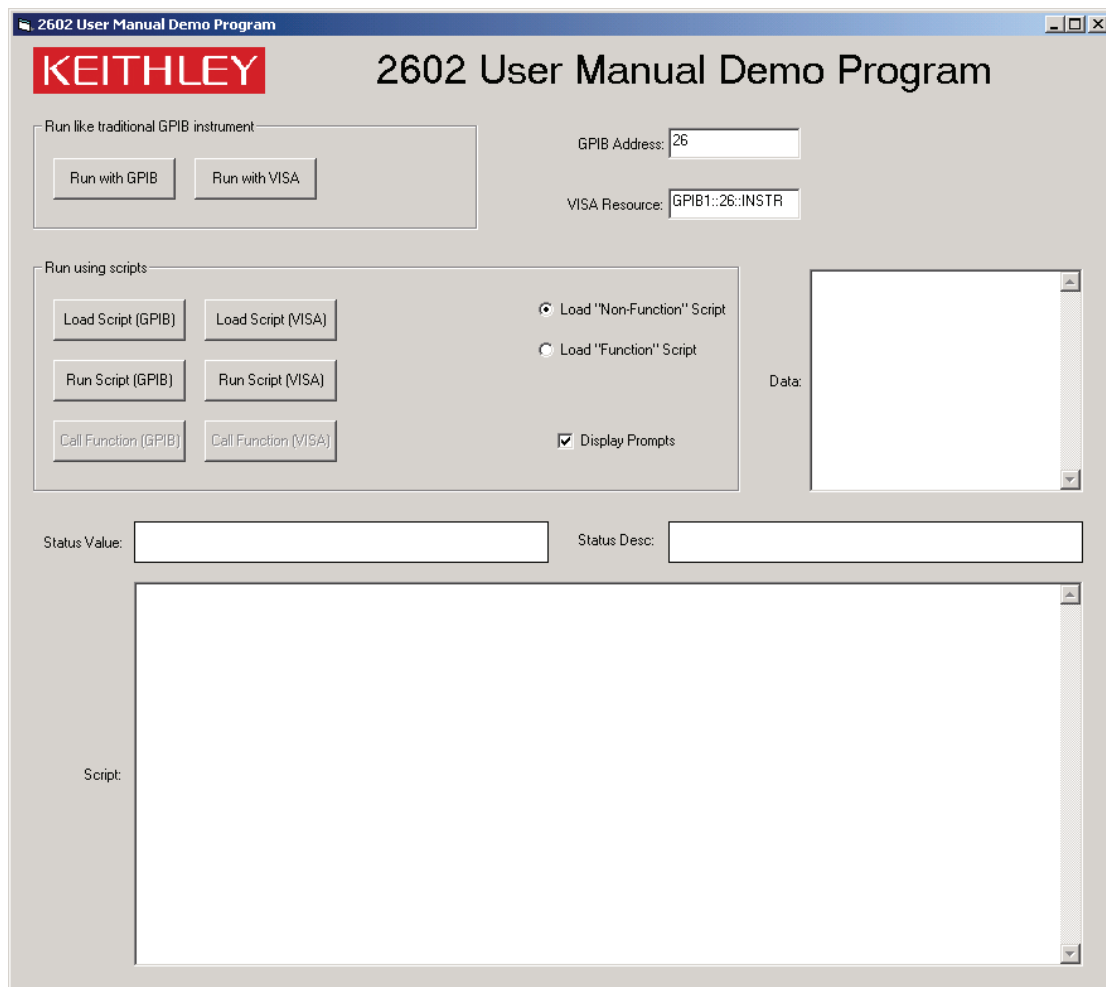 2602 User Manual Demo Program
KEITHLEY
2602 User Manual Demo Program
Run like traditional GPIB instrument
Run with GPIB
Run with VISA
GPIB Address: 26
VISA Resource: GPIB1::26::INSTR
Run using scripts
Load Script (GPIB)
Load Script (VISA)
Load "Non-Function" Script
Load "Function" Script
Run Script (GPIB)
Run Script (VISA)
Call Function (GPIB)
Call Function (VISA)
Display Prompts
Data:
Status Value:
Status Desc:
Script: